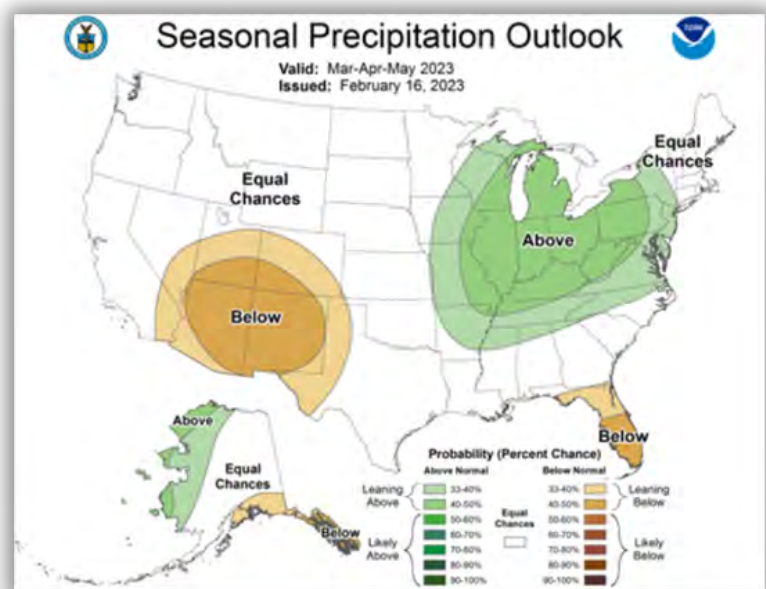 Seasonal Precipitation Outlook
Valid: Mar-Apr-May 2023
Issued: February 16, 2023
Equal
Chances
Equal
Chances
Above
Below
Above
Equal
Chances
Below
Below
Probability (Percent Chance)
Above Normal
Below Normal
Leaning
Above
33-40%
40-50%
Likely
Above
50-60%
60-70%
70-80%
80-90%
90-100%
Equal
Chances
33-40%
40-50%
Leaning
Below
50-60%
60-70%
70-80%
80-90%
90-100%
Likely
Below